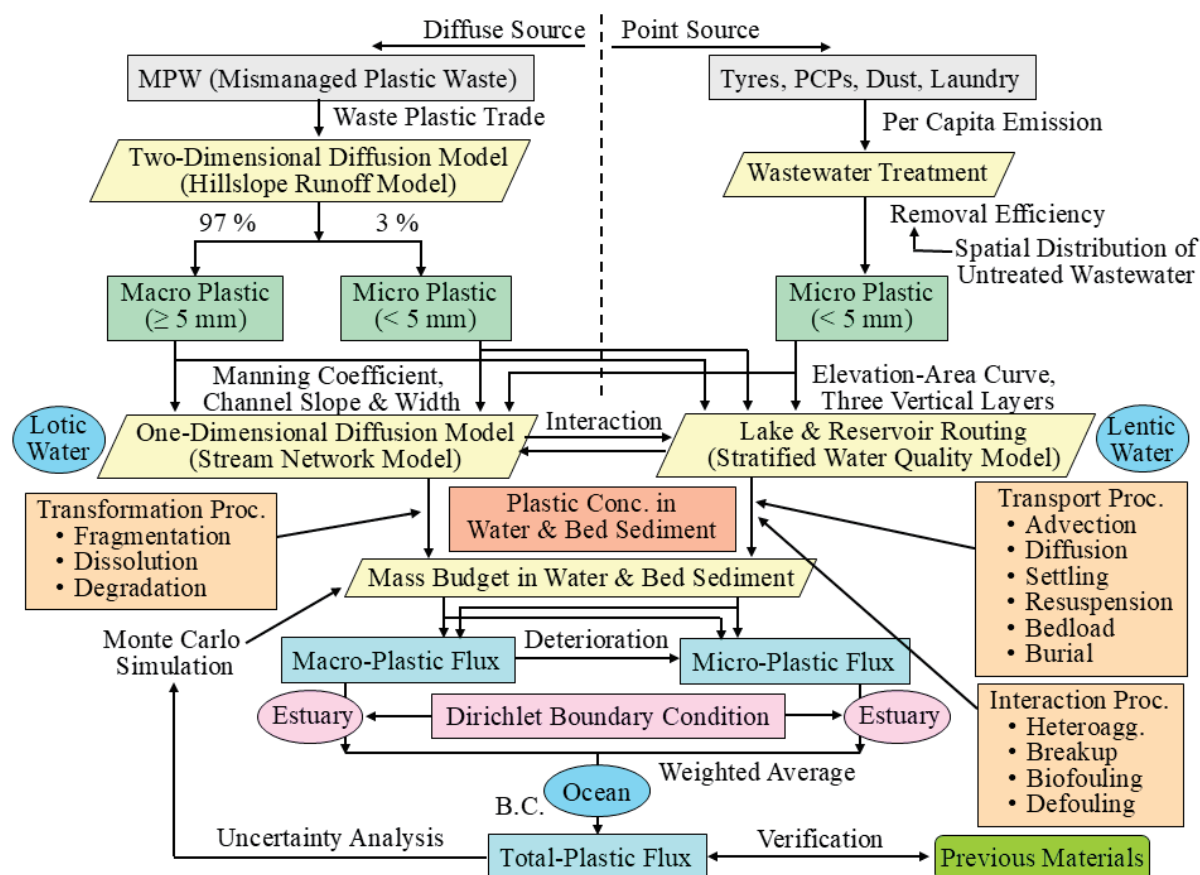 Diffuse Source
Point Source
MPW (Mismanaged Plastic Waste)
Tyres, PCPs, Dust, Laundry
Waste Plastic Trade
Per Capita Emission
Two-Dimensional Diffusion Model
(Hillslope Runoff Model)
Wastewater Treatment
97 %
3 %
Removal Efficiency
Spatial Distribution of
Untreated Wastewater
Macro Plastic
(≥ 5 mm)
Micro Plastic
(< 5 mm)
Micro Plastic
(< 5 mm)
Manning Coefficient,
Channel Slope & Width
Elevation-Area Curve,
Three Vertical Layers
Lotic
Water
One-Dimensional Diffusion Model
(Stream Network Model)
Interaction
Lake & Reservoir Routing
(Stratified Water Quality Model)
Lentic
Water
Transformation Proc.
• Fragmentation
• Dissolution
• Degradation
Plastic Conc. in
Water & Bed Sediment
Transport Proc.
• Advection
• Diffusion
• Settling
• Resuspension
• Bedload
• Burial
Mass Budget in Water & Bed Sediment
Monte Carlo
Simulation
Macro-Plastic Flux
Deterioration
Micro-Plastic Flux
Interaction Proc.
• Heteroagg.
• Breakup
• Biofouling
• Defouling
Estuary
Dirichlet Boundary Condition
Estuary
Weighted Average
Ocean
B.C.
Uncertainty Analysis
Total-Plastic Flux
Verification
Previous Materials